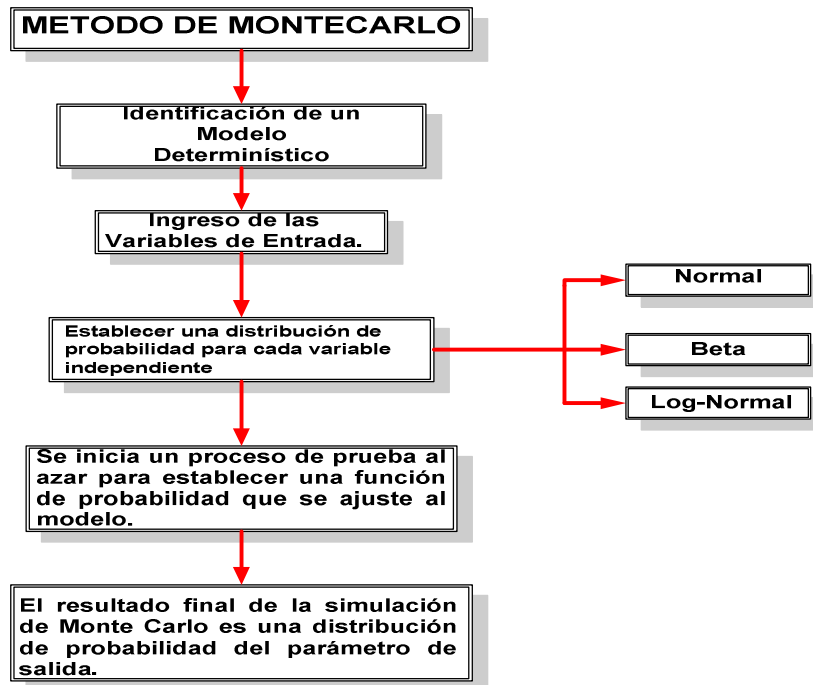 METODO DE MONTECARLO
Identificación de un
Modelo
Determinístico
Ingreso de las
Variables de Entrada.
Establecer una distribución de
probabilidad para cada variable
independiente
Normal
Beta
Log-Normal
Se inicia un proceso de prueba al
azar para establecer una función
de probabilidad que se ajuste al
modelo.
El resultado final de la simulación
de Monte Carlo es una distribución
de probabilidad del parámetro de
salida.